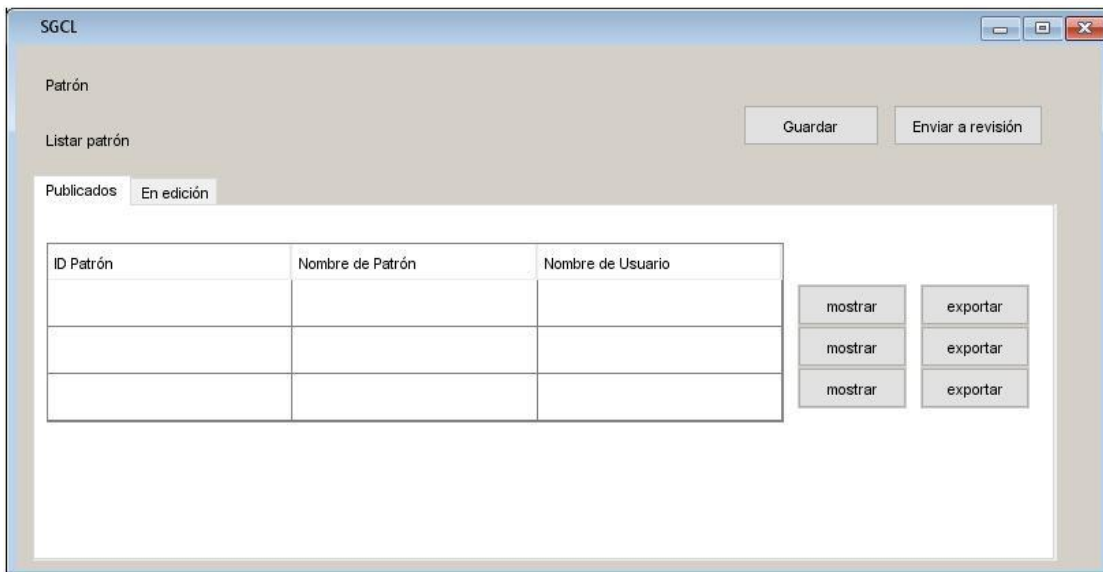 SGCL
Patrón
Guardar Enviar a revisión
Listar patrón
Publicados En edición
ID Patrón Nombre de Patrón Nombre de Usuario
mostrar exportar
mostrar exportar
mostrar exportar